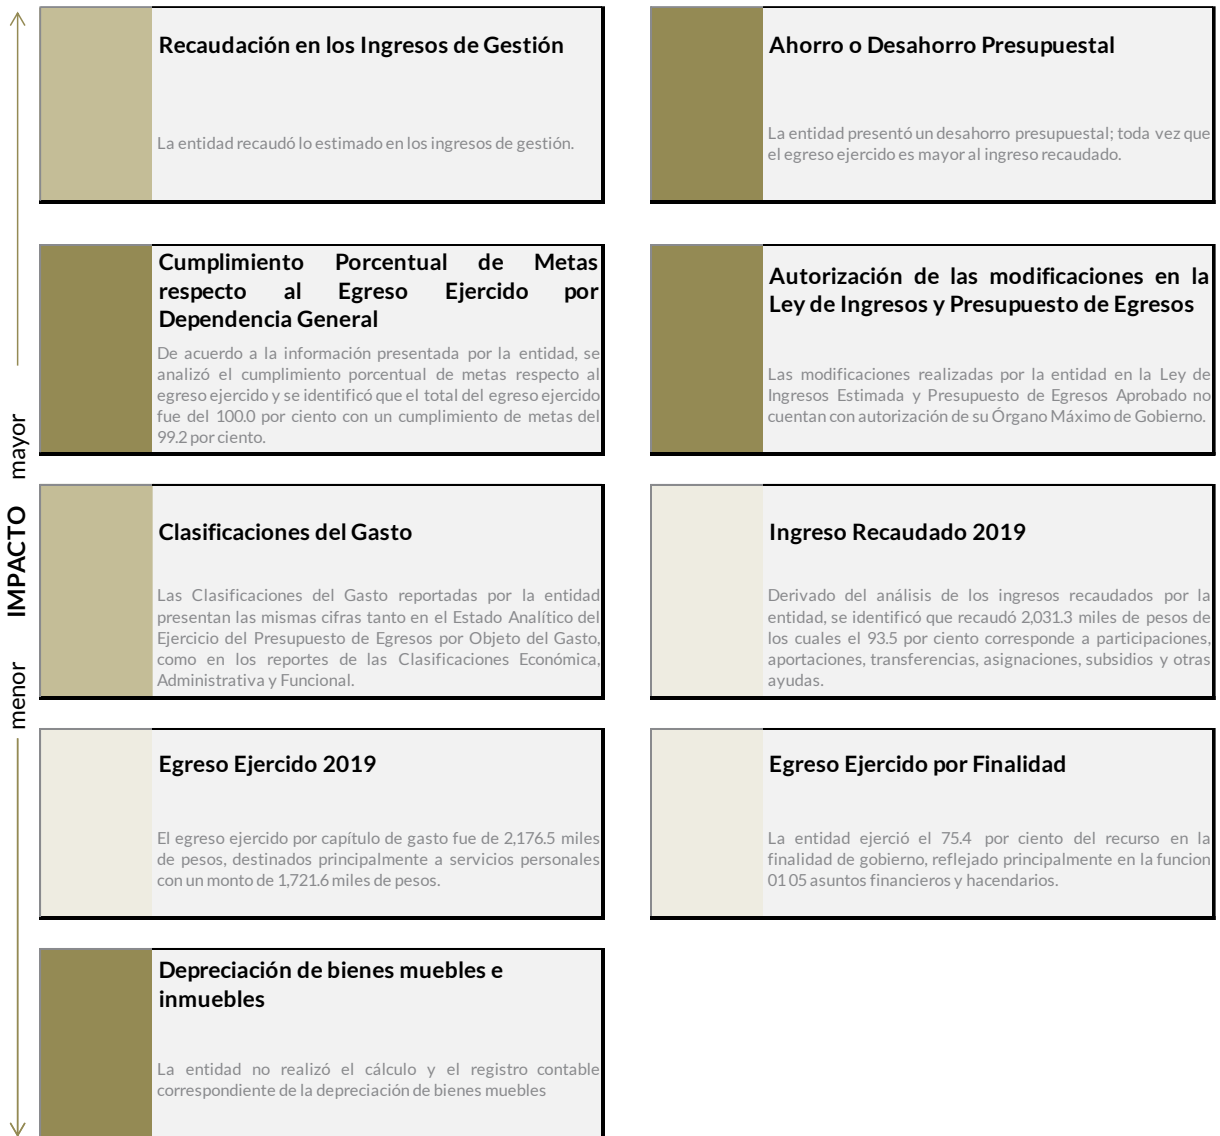 mayor
IMPACTO
menor
Recaudación en los Ingresos de Gestión
La entidad recaudó lo estimado en los ingresos de gestión.
Ahorro o Desahorro Presupuestal
La entidad presentó un desahorro presupuestal; toda vez que
el egreso ejercido es mayor al ingreso recaudado.
Cumplimiento Porcentual de Metas
respecto al Egreso Ejercido por
Dependencia General
De acuerdo a la información presentada por la entidad, se
analizó el cumplimiento porcentual de metas respecto al
egreso ejercido y se identificó que el total del egreso ejercido
fue del 100.0 por ciento con un cumplimiento de metas del
99.2 por ciento.
Autorización de las modificaciones en la
Ley de Ingresos y Presupuesto de Egresos
Las modificaciones realizadas por la entidad en la Ley de
Ingresos Estimada y Presupuesto de Egresos Aprobado no
cuentan con autorización de su Órgano Máximo de Gobierno.
Clasificaciones del Gasto
Las Clasificaciones del Gasto reportadas por la entidad
presentan las mismas cifras tanto en el Estado Analítico del
Ejercicio del Presupuesto de Egresos por Objeto del Gasto,
como en los reportes de las Clasificaciones Económica,
Administrativa y Funcional.
Ingreso Recaudado 2019
Derivado del análisis de los ingresos recaudados por la
entidad, se identificó que recaudó 2,031.3 miles de pesos de
los cuales el 93.5 por ciento corresponde a participaciones,
aportaciones, transferencias, asignaciones, subsidios y otras
ayudas.
Egreso Ejercido 2019
El egreso ejercido por capítulo de gasto fue de 2,176.5 miles
de pesos, destinados principalmente a servicios personales
con un monto de 1,721.6 miles de pesos.
Egreso Ejercido por Finalidad
La entidad ejerció el 75.4 por ciento del recurso en la
finalidad de gobierno, reflejado principalmente en la funcion
01 05 asuntos financieros y hacendarios.
Depreciación de bienes muebles e
inmuebles
La entidad no realizó el cálculo y el registro contable
correspondiente de la depreciación de bienes muebles